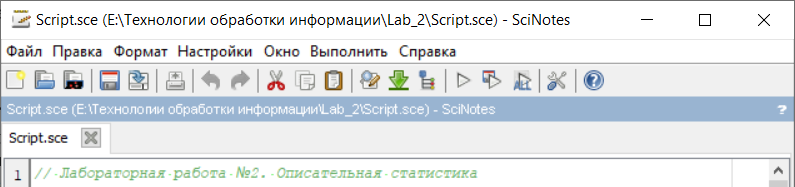 Script.sce (E:\Технологии обработки информации\Lab_2\Script.sce) - SciNotes
Файл Правка Формат Настройки Окно Выполнить Справка
Script.sce (E:\Технологии обработки информации\Lab_2\Script.sce) - SciNotes ?
Script.sce
1 // Лабораторная работа №2. Описательная статистика